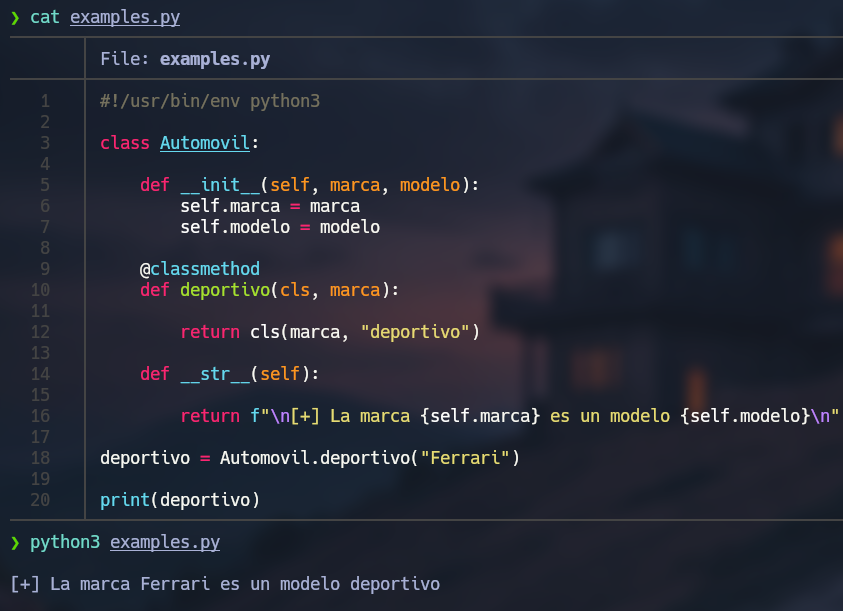 ❯ cat examples.py
File: examples.py
1 #!/usr/bin/env python3
2
3 class Automovil:
4
5     def __init__(self, marca, modelo):
6         self.marca = marca
7         self.modelo = modelo
8
9     @classmethod
10     def deportivo(cls, marca):
11
12         return cls(marca, "deportivo")
13
14     def __str__(self):
15
16         return f"\n[+] La marca {self.marca} es un modelo {self.modelo}\n"
17
18 deportivo = Automovil.deportivo("Ferrari")
19
20 print(deportivo)
❯ python3 examples.py
[+] La marca Ferrari es un modelo deportivo